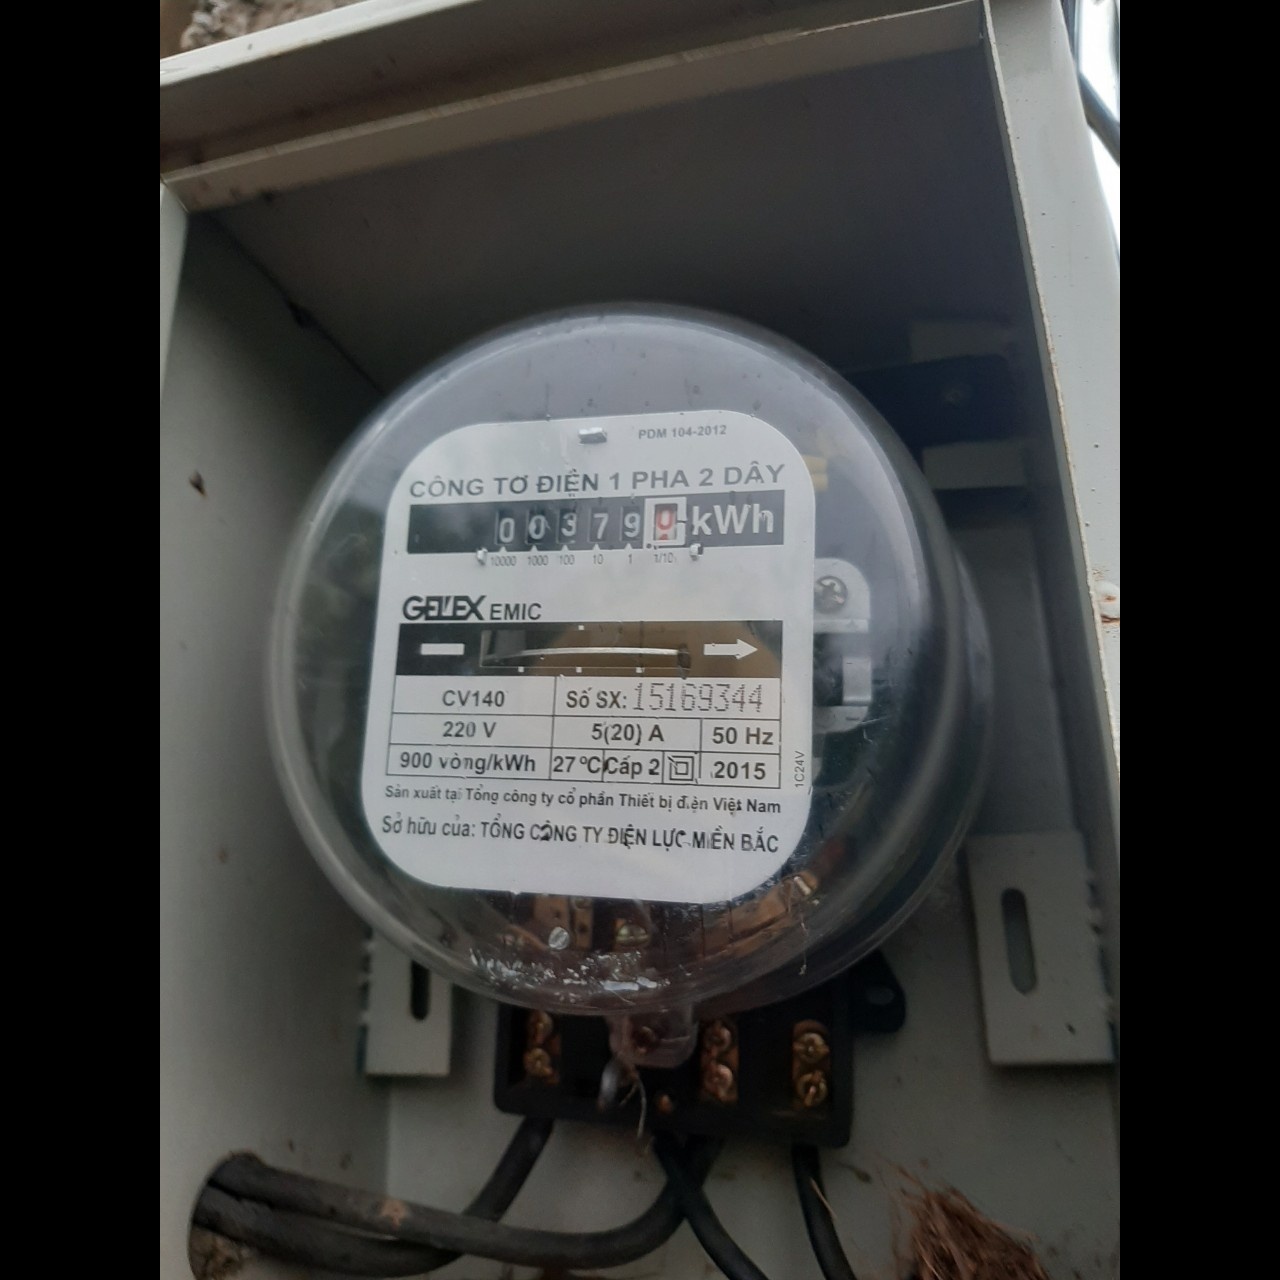 PDM 104-2012
CÔNG TƠ ĐIỆN 1 PHA 2 DÂY
0 0 3 7 9 0 kWh
10000 1000 100 10 1 1/10
GELEX EMIC
CV140 Số SX: 15169344
220 V 5(20) A 50 Hz
900 vòng/kWh 27 °C Cấp 2 2015
1C24V
Sản xuất tại Tổng công ty cổ phần Thiết bị điện Việt Nam
Sở hữu của: TỔNG CÔNG TY ĐIỆN LỰC MIỀN BẮC